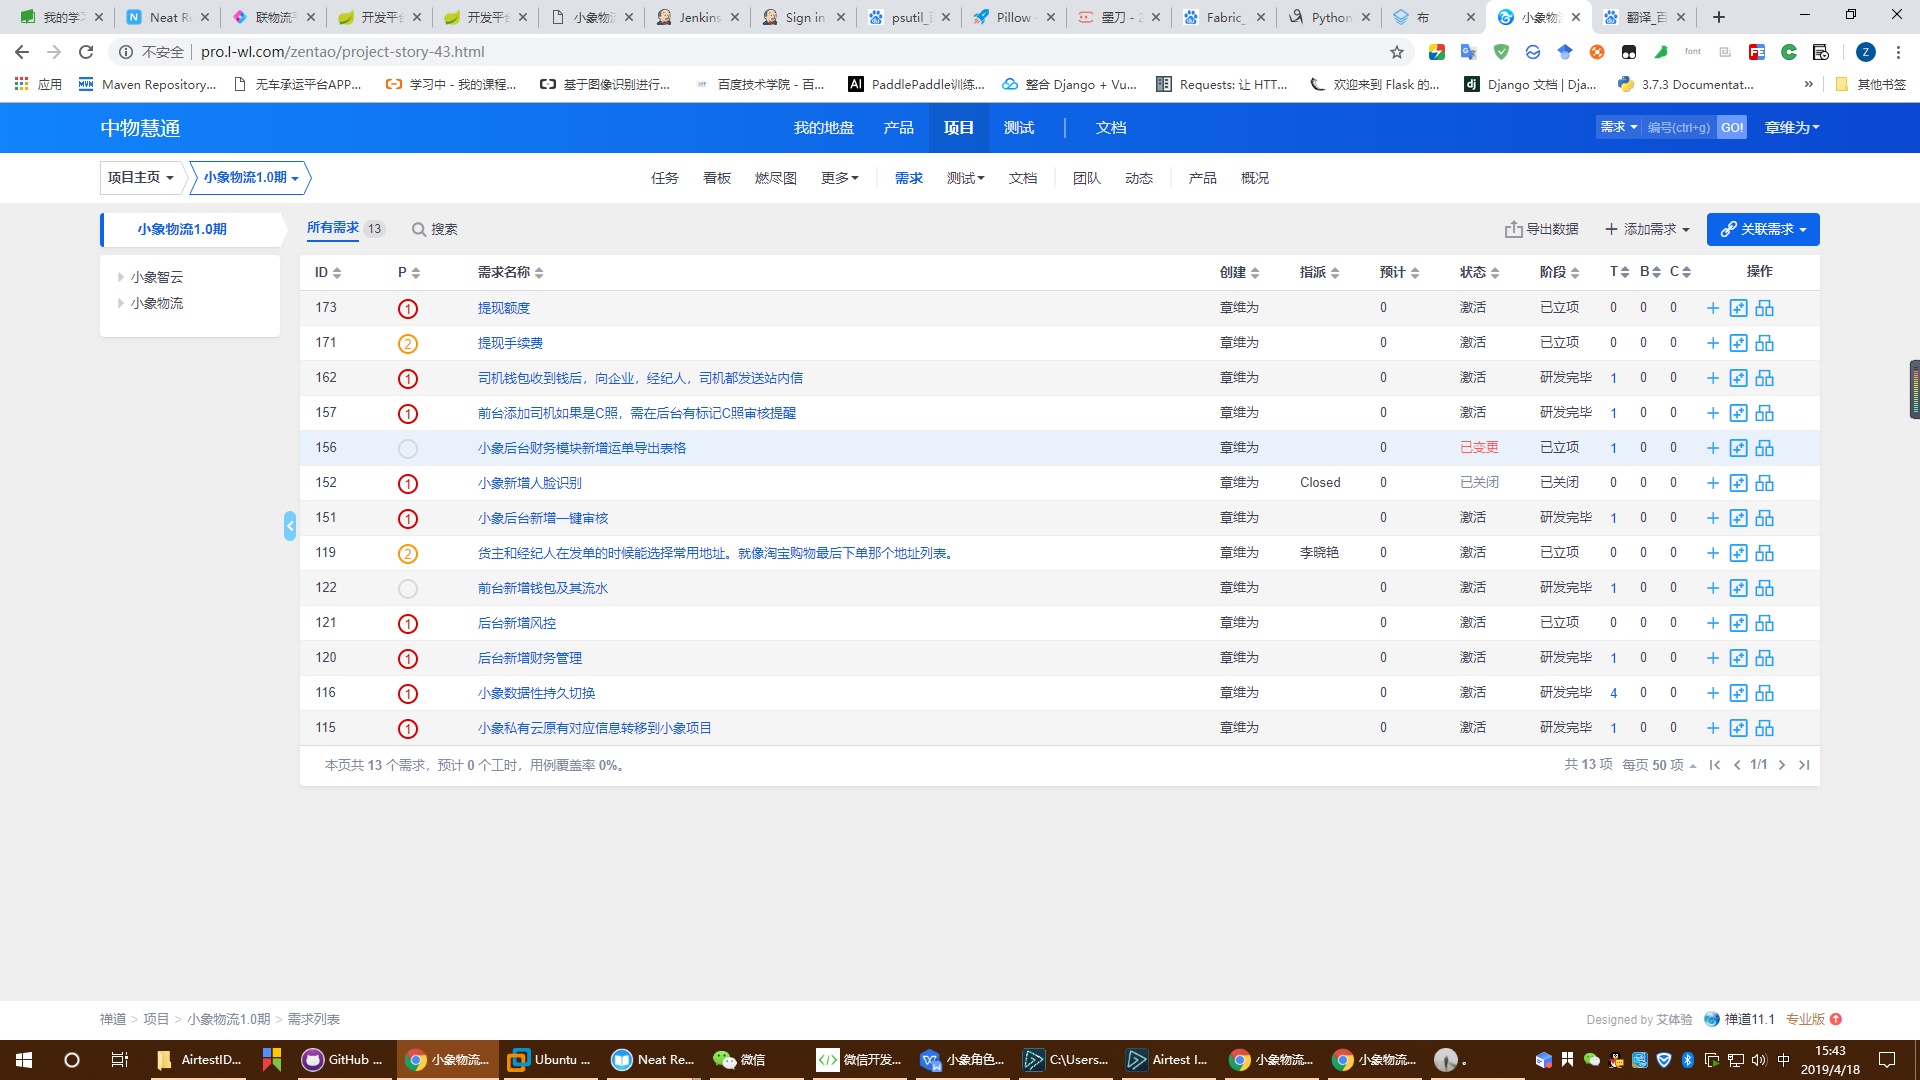 我的学 Neat R 联物流 开发平 开发平 小象物 Jenkins Sign in psutil_ Pillow 墨刀 - 2 Fabric_ Python 布 小象物流 翻译_百
不安全 pro.l-wl.com/zentao/project-story-43.html
应用 Maven Repository... 无车承运平台APP... 学习中 - 我的课程... 基于图像识别进行... 百度技术学院 - 百... PaddlePaddle训练... 整合 Django + Vu... Requests: 让 HTT... 欢迎来到 Flask 的... Django 文档 | Dja... 3.7.3 Documentat... » 其他书签
中物慧通 我的地盘 产品 项目 测试 文档 需求 编号(ctrl+g) GO! 章维为
项目主页 小象物流1.0期 任务 看板 燃尽图 更多 需求 测试 文档 团队 动态 产品 概况
小象物流1.0期 所有需求 13 搜索 导出数据 添加需求 关联需求
小象智云
小象物流
ID P 需求名称 创建 指派 预计 状态 阶段 T B C 操作
173 1 提现额度 章维为 0 激活 已立项 0 0 0
171 2 提现手续费 章维为 0 激活 已立项 0 0 0
162 1 司机钱包收到钱后，向企业，经纪人，司机都发送站内信 章维为 0 激活 研发完毕 1 0 0
157 1 前台添加司机如果是C照，需在后台有标记C照审核提醒 章维为 0 激活 研发完毕 1 0 0
156 小象后台财务模块新增运单导出表格 章维为 0 已变更 已立项 1 0 0
152 1 小象新增人脸识别 章维为 Closed 0 已关闭 已关闭 0 0 0
151 1 小象后台新增一键审核 章维为 0 激活 研发完毕 1 0 0
119 2 货主和经纪人在发单的时候能选择常用地址。就像淘宝购物最后下单那个地址列表。 章维为 李晓艳 0 激活 已立项 0 0 0
122 前台新增钱包及其流水 章维为 0 激活 研发完毕 1 0 0
121 1 后台新增风控 章维为 0 激活 已立项 0 0 0
120 1 后台新增财务管理 章维为 0 激活 研发完毕 1 0 0
116 1 小象数据性持久切换 章维为 0 激活 研发完毕 4 0 0
115 1 小象私有云原有对应信息转移到小象项目 章维为 0 激活 研发完毕 1 0 0
本页共 13 个需求，预计 0 个工时，用例覆盖率 0%。 共 13 项 每页 50 项 1/1
禅道 > 项目 > 小象物流1.0期 > 需求列表 Designed by 艾体验 禅道11.1 专业版
AirtestID... GitHub ... 小象物流... Ubuntu ... Neat Re... 微信 微信开发... 小象角色... C:\Users... Airtest I... 小象物流... 小象物流... 中 15:43
2019/4/18